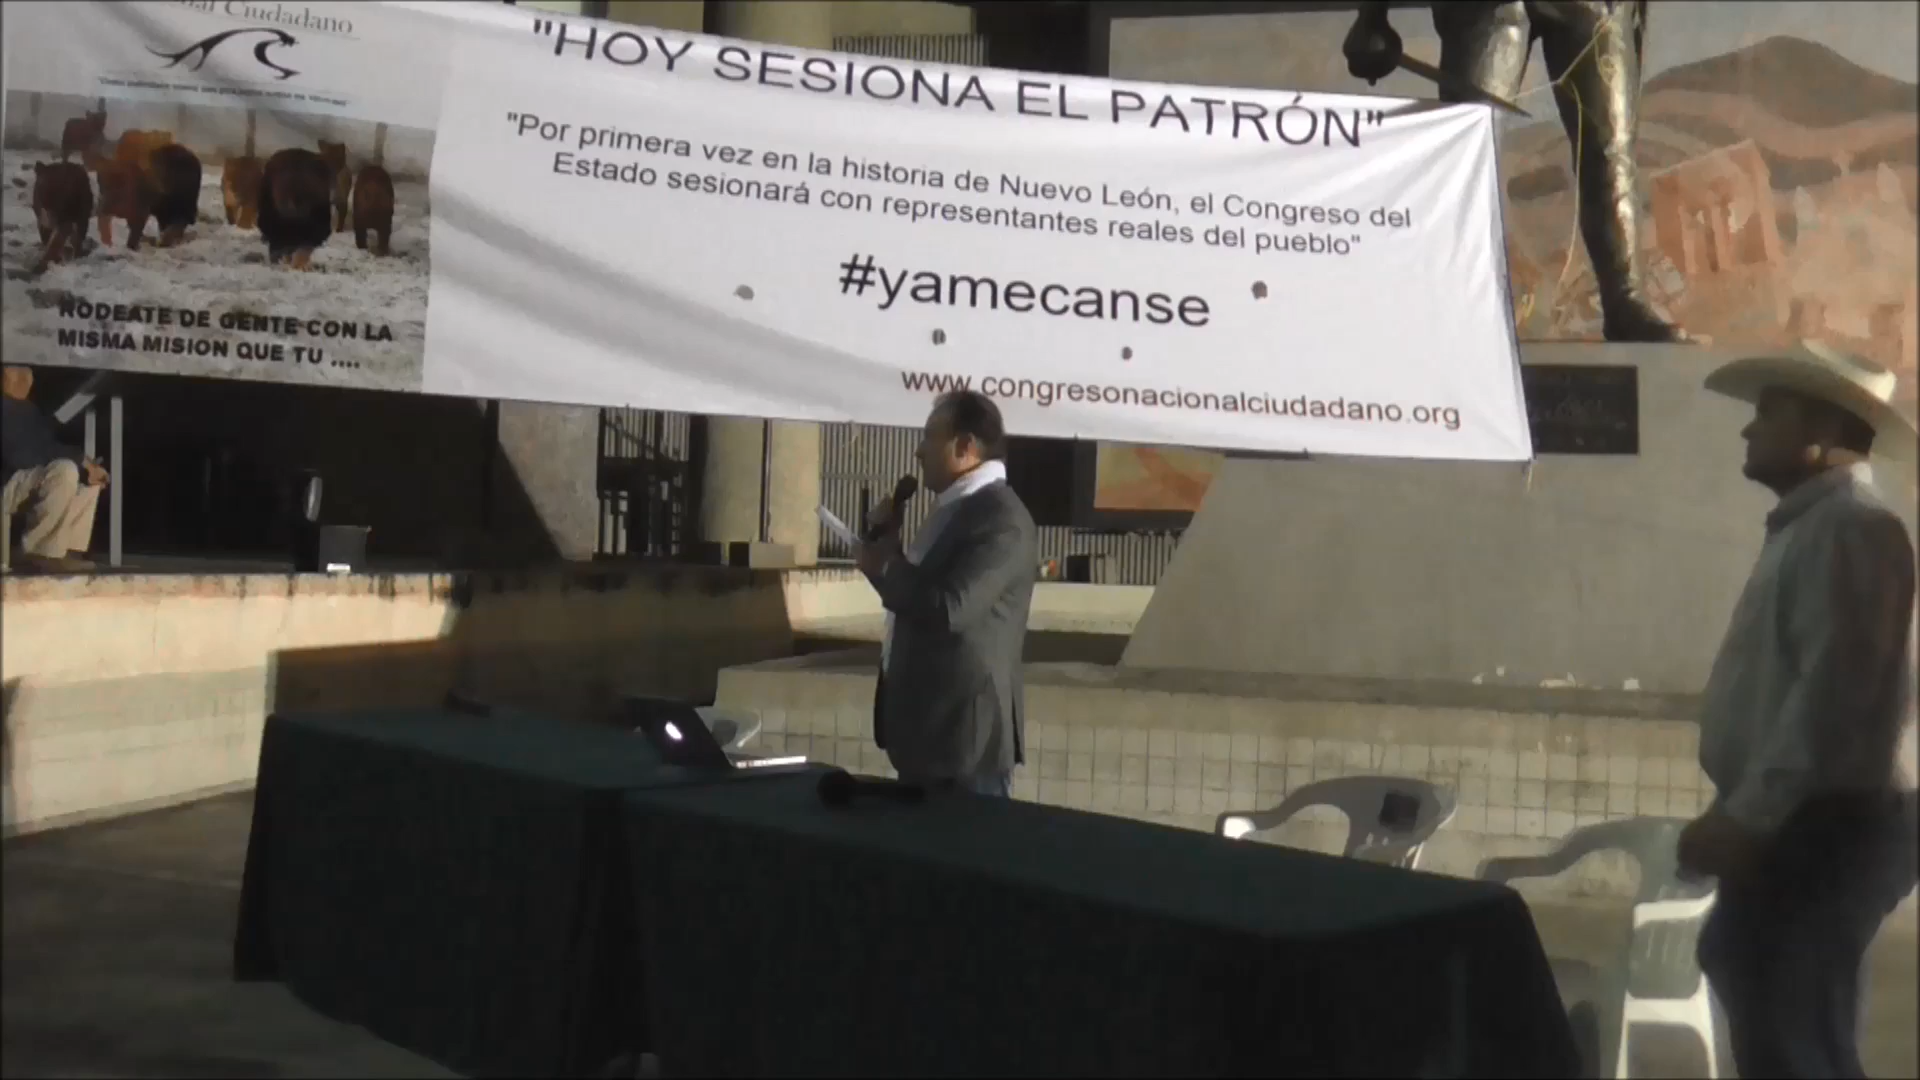 Ciudadano
RODEATE DE GENTE CON LA
MISMA MISION QUE TU ....
"HOY SESIONA EL PATRÓN"
"Por primera vez en la historia de Nuevo León, el Congreso del
Estado sesionará con representantes reales del pueblo"
#yamecanse
www.congresonacionalciudadano.org